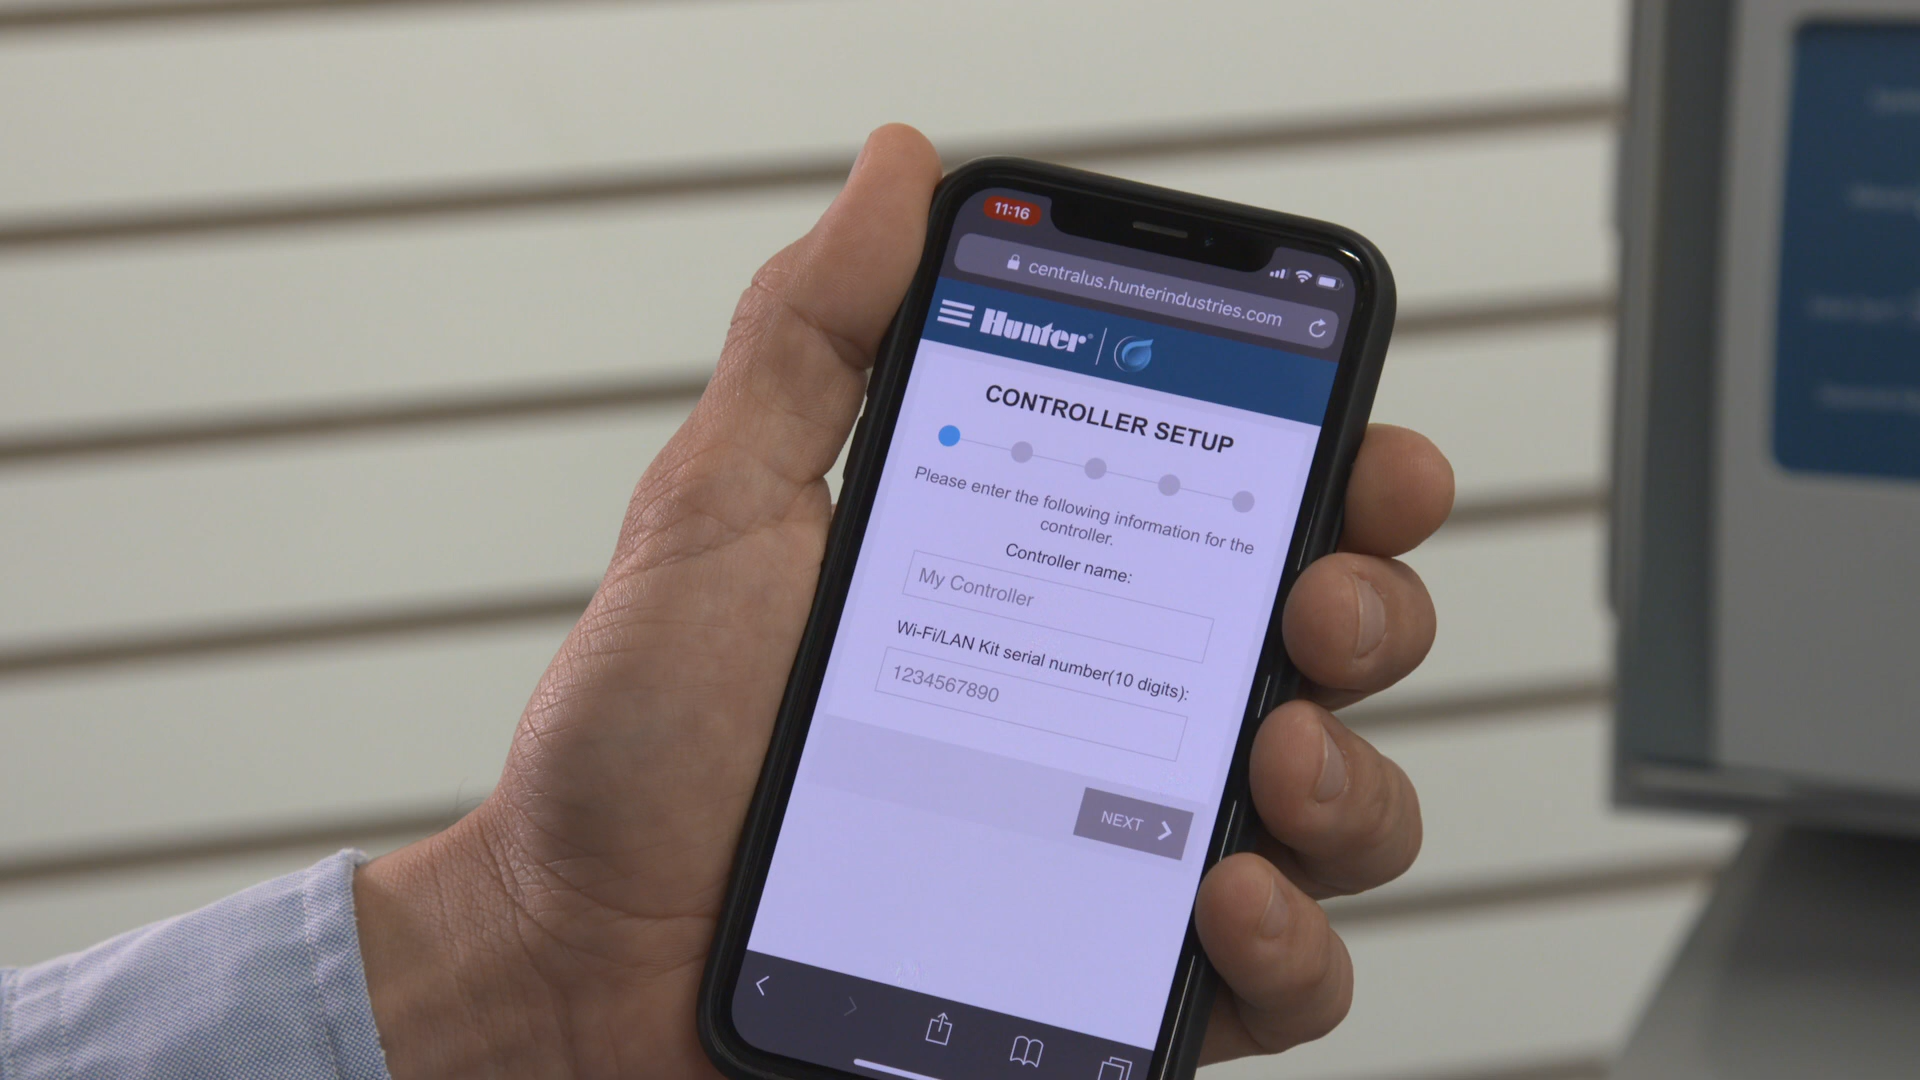 11:16
centralus.hunterindustries.com
Hunter®
CONTROLLER SETUP
Please enter the following information for the
controller.
Controller name:
My Controller
Wi-Fi/LAN Kit serial number(10 digits):
1234567890
NEXT